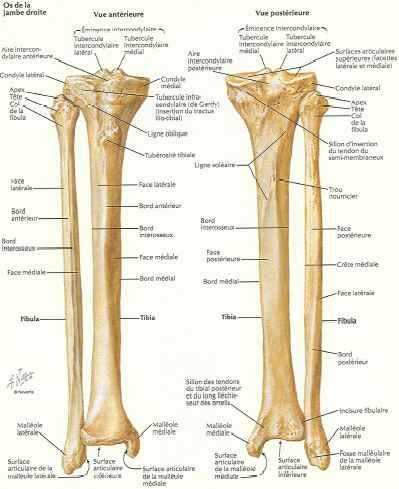 Os de la
jambe droite
Vue antérieure
Éminence intercondylaire
Tubercule
intercondylaire
latéral
Tubercule
intercondylaire
médial
Aire intercon-
dylaire antérieure
Condyle latéral
Apex
Tête
Col
de la
fibula
Condyle
médial
Tubercule infra-
condylaire (de Gerdy)
(insertion du tractus
ilio-tibial)
Ligne oblique
Tubérosité tibiale
Face
latérale
Bord
antérieur
Bord
interosseux
Face médiale
Fibula
Face latérale
Bord antérieur
Bord
interosseux
Face médiale
Bord médial
Tibia
Malléole
latérale
Surface
articulaire de la
malléole latérale
Surface
articulaire
inférieure
Malléole
médiale
Surface
articulaire de la
malléole médiale
Vue postérieure
Éminence intercondylaire
Tubercule
intercondylaire
médial
Tubercule
intercondylaire
latéral
Aire
intercondylaire
postérieure
Surfaces articulaires
supérieures (facettes
latérale et médiale)
Condyle latéral
Apex
Tête
Col
de la
fibula
Sillon d'insertion
du tendon du
semi-membraneux
Ligne soléaire
Trou
nourricier
Bord
interosseux
Face
postérieure
Bord médial
Tibia
Face
postérieure
Crête médiale
Face latérale
Fibula
Bord
postérieur
Sillon des tendons
du tibial postérieur
et du long fléchis-
seur des orteils
Malléole
médiale
Surface
articulaire de
la malléole
médiale
Surface
articulaire
inférieure
Incisure fibulaire
Malléole
latérale
Fosse malléolaire
de la malléole
latérale